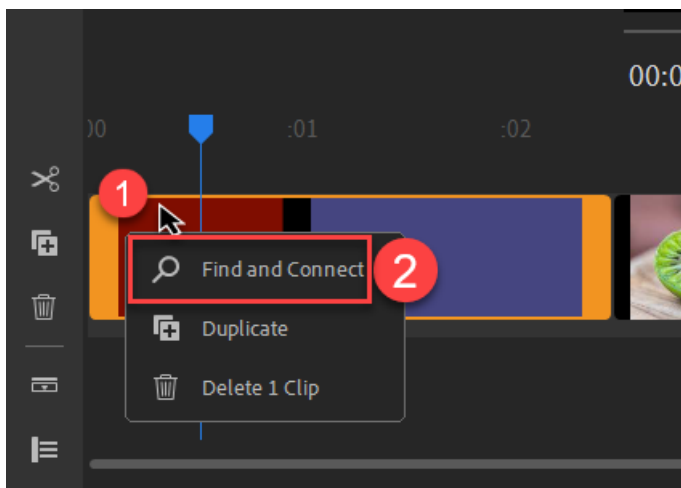 00:0
00
:01
:02
1
Find and Connect
2
Duplicate
Delete 1 Clip